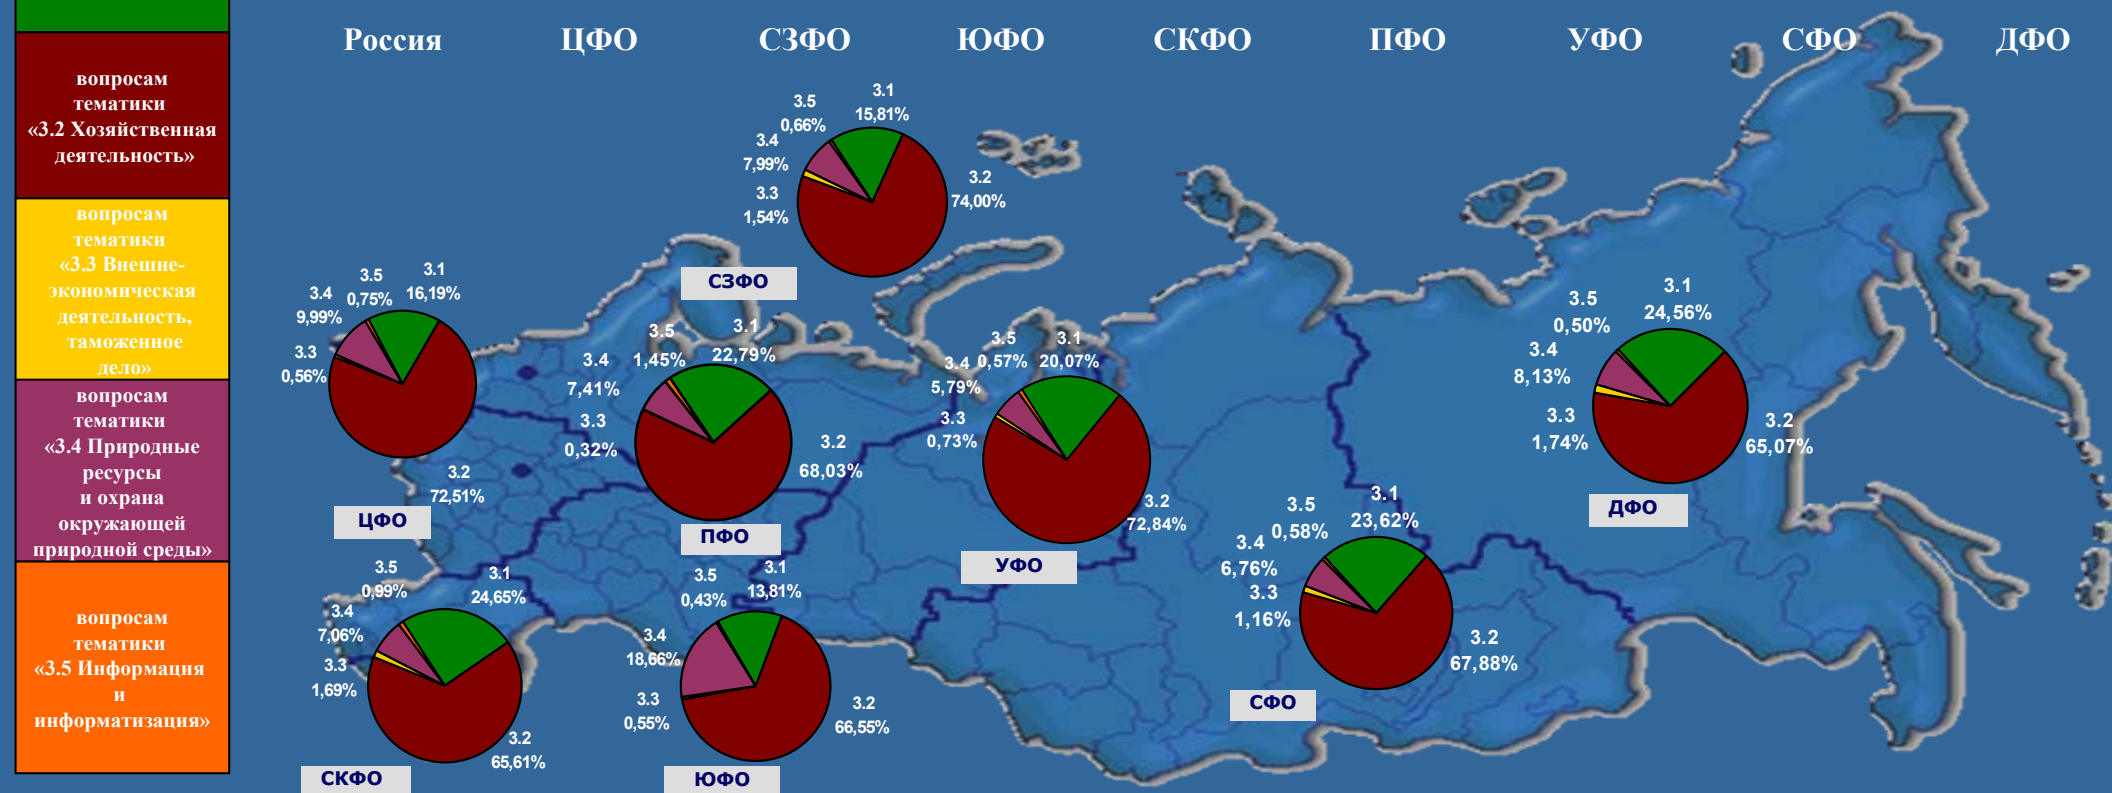 Россия ЦФО СЗФО ЮФО СКФО ПФО УФО СФО ДФО
вопросам
тематики
«3.2 Хозяйственная
деятельность»
вопросам
тематики
«3.3 Внешне-
экономическая
деятельность,
таможенное
дело»
вопросам
тематики
«3.4 Природные
ресурсы
и охрана
окружающей
природной среды»
вопросам
тематики
«3.5 Информация
и
информатизация»
3.1
15,81%
3.5
0,66%
3.4
7,99%
3.3
1,54%
3.2
74,00%
СЗФО
3.1
16,19%
3.5
0,75%
3.4
9,99%
3.3
0,56%
3.2
72,51%
ЦФО
3.1
22,79%
3.5
1,45%
3.4
7,41%
3.3
0,32%
3.2
68,03%
ПФО
3.1
20,07%
3.5
0,57%
3.4
5,79%
3.3
0,73%
3.2
72,84%
УФО
3.1
24,56%
3.5
0,50%
3.4
8,13%
3.3
1,74%
3.2
65,07%
ДФО
3.1
23,62%
3.5
0,58%
3.4
6,76%
3.3
1,16%
3.2
67,88%
СФО
3.1
24,65%
3.5
0,99%
3.4
7,06%
3.3
1,69%
3.2
65,61%
СКФО
3.1
13,81%
3.5
0,43%
3.4
18,66%
3.3
0,55%
3.2
66,55%
ЮФО